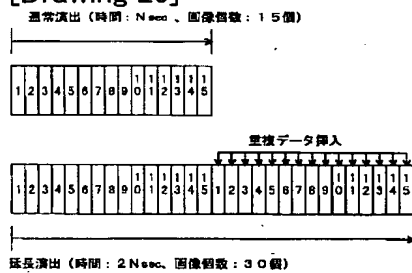 [Drawing 20]
通常演出（時間：Nsec、画像個数：15個）
1 2 3 4 5 6 7 8 9 10 11 12 13 14 15
重複データ挿入
1 2 3 4 5 6 7 8 9 10 11 12 13 14 15 1 2 3 4 5 6 7 8 9 10 11 12 13 14 15
延長演出（時間：2Nsec、画像個数：30個）